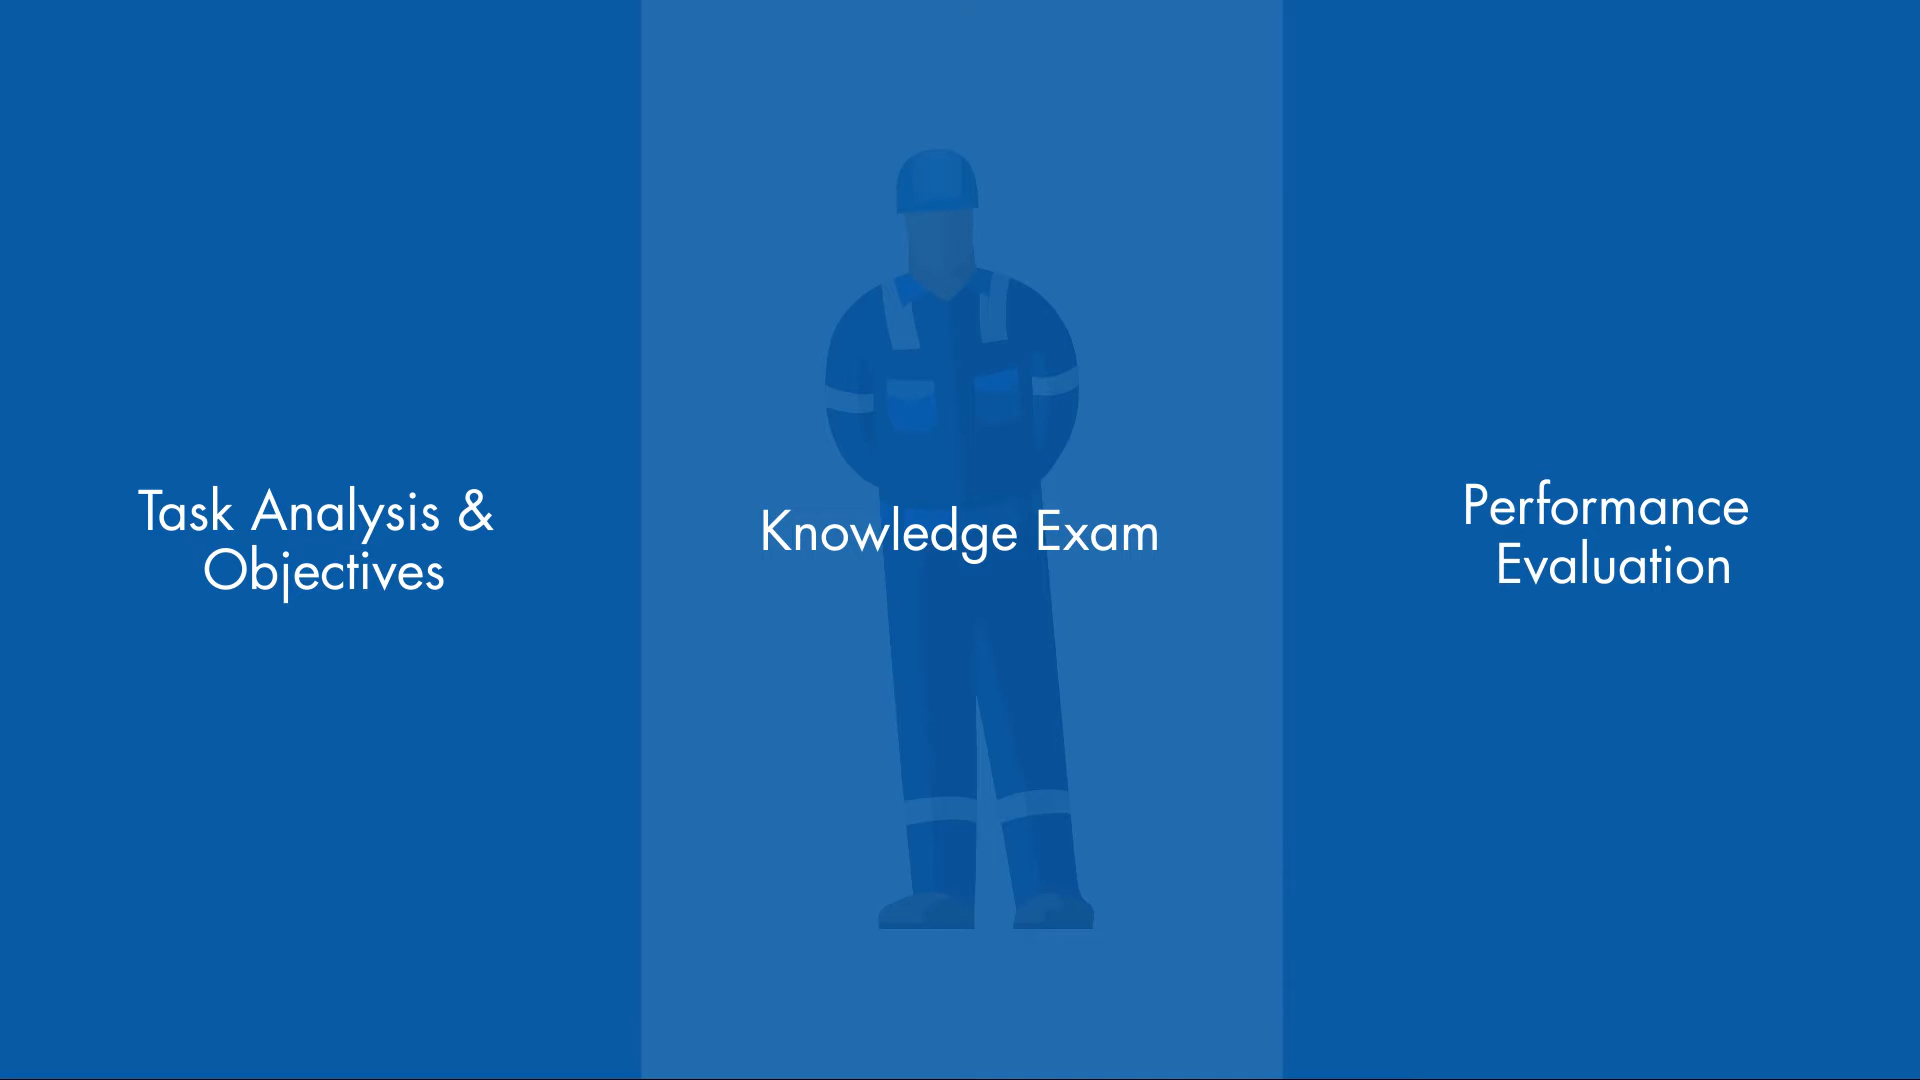 Task Analysis &
Objectives
Knowledge Exam
Performance
Evaluation